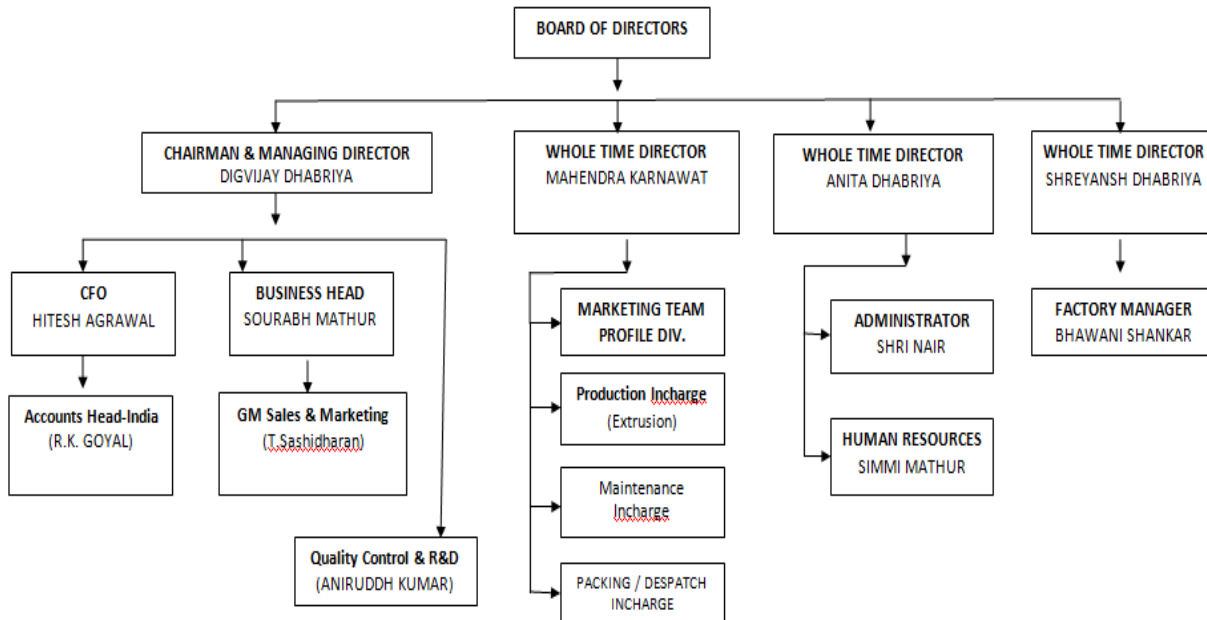 BOARD OF DIRECTORS
CHAIRMAN & MANAGING DIRECTOR
DIGVIJAY DHABRIYA
WHOLE TIME DIRECTOR
MAHENDRA KARNAWAT
WHOLE TIME DIRECTOR
ANITA DHABRIYA
WHOLE TIME DIRECTOR
SHREYANSH DHABRIYA
CFO
HITESH AGRAWAL
BUSINESS HEAD
SOURABH MATHUR
MARKETING TEAM
PROFILE DIV.
ADMINISTRATOR
SHRI NAIR
FACTORY MANAGER
BHAWANI SHANKAR
Accounts Head-India
(R.K. GOYAL)
GM Sales & Marketing
(T.Sashidharan)
Production Incharge
(Extrusion)
HUMAN RESOURCES
SIMMI MATHUR
Maintenance
Incharge
Quality Control & R&D
(ANIRUDDH KUMAR)
PACKING / DESPATCH
INCHARGE